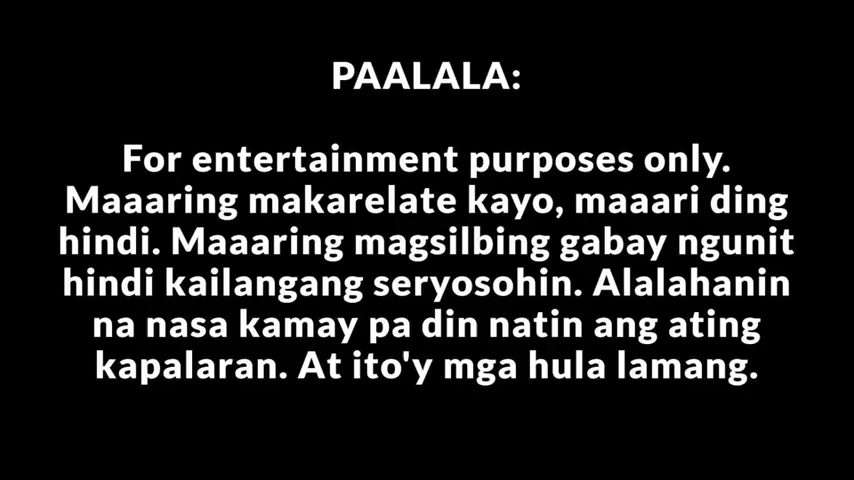 PAALALA:
For entertainment purposes only.
Maaaring makarelate kayo, maaari ding
hindi. Maaaring magsilbing gabay ngunit
hindi kailangang seryosohin. Alalahanin
na nasa kamay pa din natin ang ating
kapalaran. At ito'y mga hula lamang.